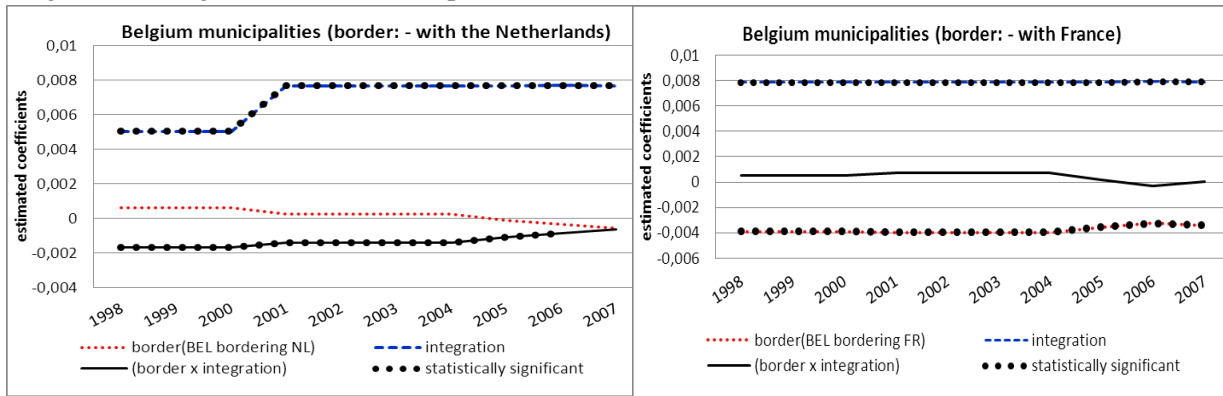 Belgium municipalities (border: - with the Netherlands)
estimated coefficients
0,01
0,008
0,006
0,004
0,002
0
-0,002
-0,004
1998 1999 2000 2001 2002 2003 2004 2005 2006 2007
border(BEL bordering NL) integration
(border x integration) statistically significant
Belgium municipalities (border: - with France)
estimated coefficients
0,01
0,008
0,006
0,004
0,002
0
-0,002
-0,004
-0,006
1998 1999 2000 2001 2002 2003 2004 2005 2006 2007
border(BEL bordering FR) integration
(border x integration) statistically significant